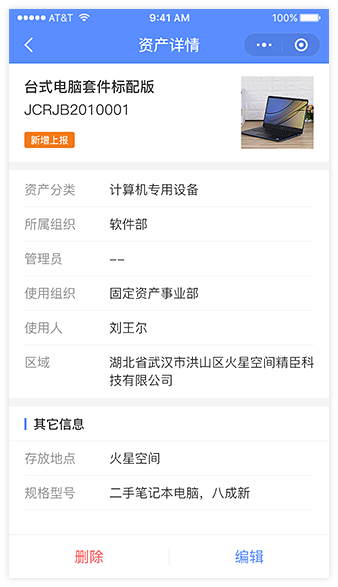 AT&T 9:41 AM 100%
资产详情
台式电脑套件标配版
JCRJB2010001
新增上报
资产分类 计算机专用设备
所属组织 软件部
管理员 --
使用组织 固定资产事业部
使用人 刘王尔
区域 湖北省武汉市洪山区火星空间精臣科
技有限公司
其它信息
存放地点 火星空间
规格型号 二手笔记本电脑，八成新
删除 编辑